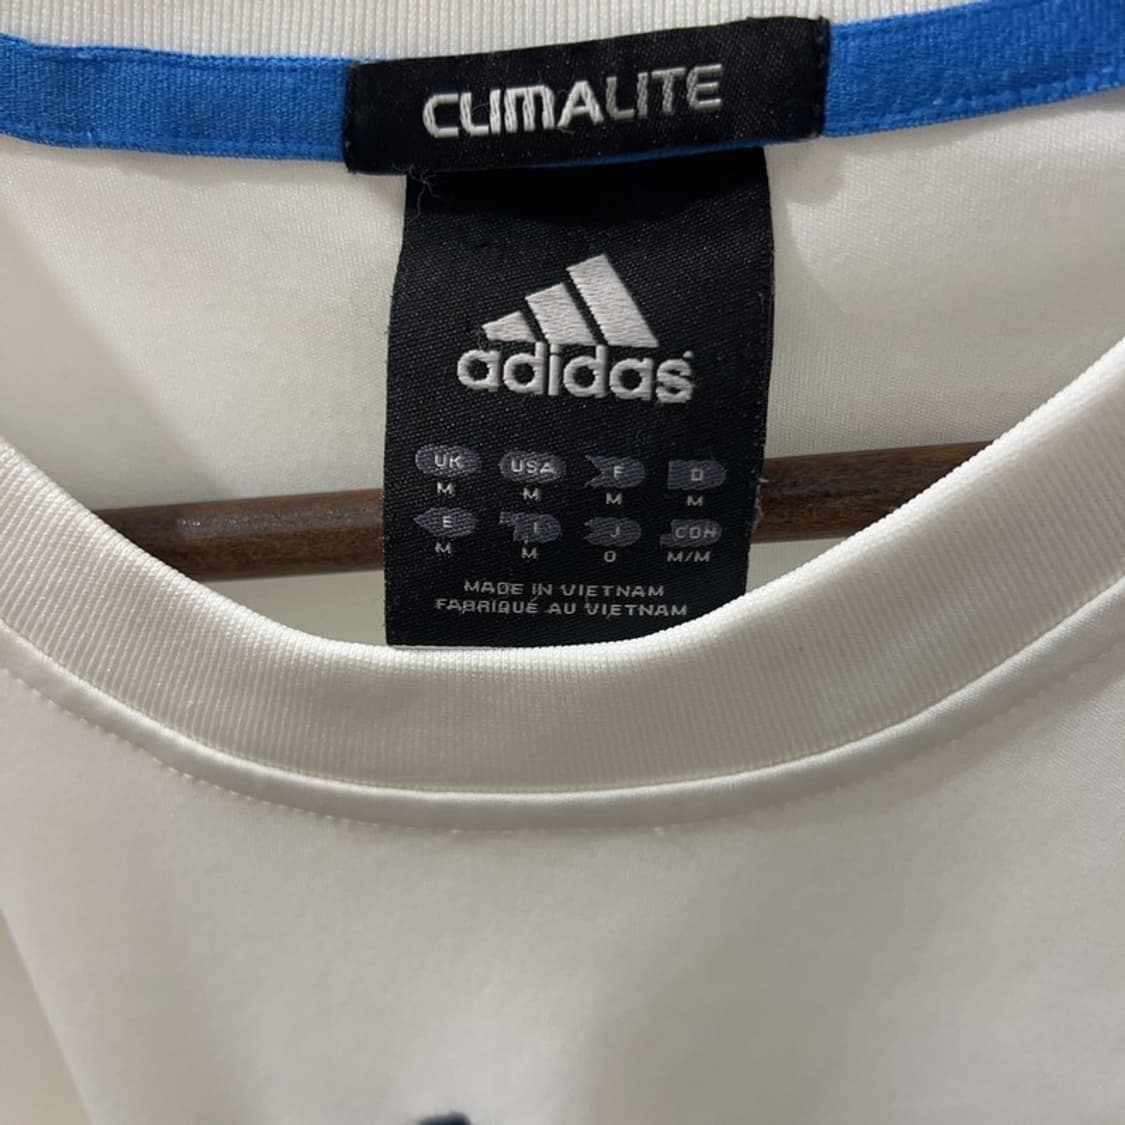 CLIMALITE
adidas
UK USA F D
M M M M
E I J CDN
M M O M/M
MADE IN VIETNAM
FABRIQUÉ AU VIETNAM